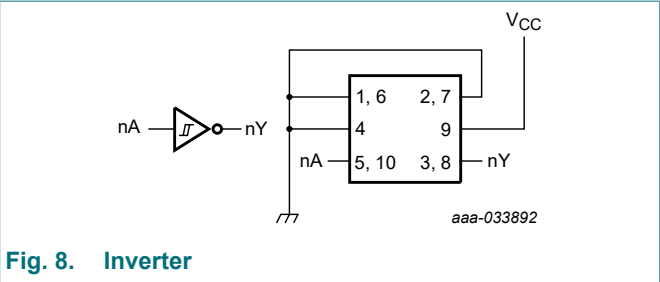 VCC
1, 6 2, 7
nA nY 4 9
nA 5, 10 3, 8 nY
aaa-033892
Fig. 8. Inverter